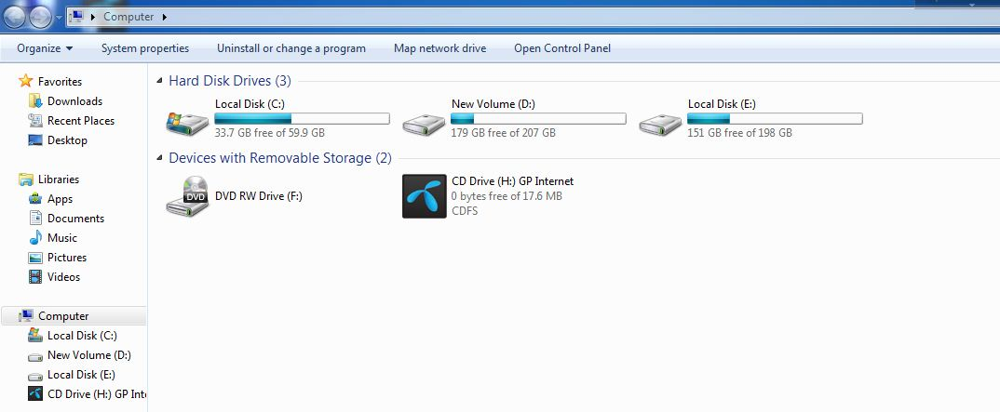 Computer
Organize
System properties
Uninstall or change a program
Map network drive
Open Control Panel
Favorites
Downloads
Recent Places
Desktop
Libraries
Apps
Documents
Music
Pictures
Videos
Computer
Local Disk (C:)
New Volume (D:)
Local Disk (E:)
CD Drive (H:) GP Int
Hard Disk Drives (3)
Local Disk (C:)
33.7 GB free of 59.9 GB
New Volume (D:)
179 GB free of 207 GB
Local Disk (E:)
151 GB free of 198 GB
Devices with Removable Storage (2)
DVD
DVD RW Drive (F:)
CD Drive (H:) GP Internet
0 bytes free of 17.6 MB
CDFS